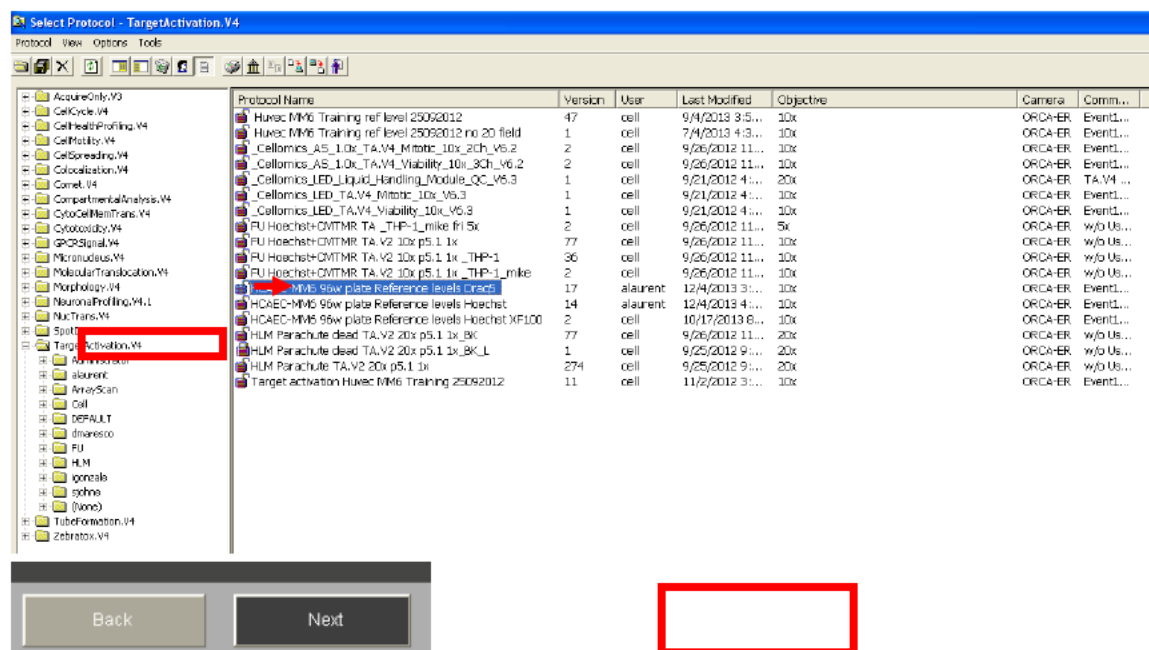 Select Protocol - TargetActivation.V4
Protocol View Options Tools
AcquireOnly.V3
CellCycle.V4
CellHealthProfiling.V4
CellMotility.V4
CellSpreading.V4
Colocalization.V4
Comet.V4
CompartmentalAnalysis.V4
CytoCellMemTrans.V4
Cytotoxicity.V4
GPCRSignal.V4
Micronucleus.V4
MolecularTranslocation.V4
Morphology.V4
NeuronalProfiling.V4.1
NucTrans.V4
Activation.V4
alaurent
ArrayScan
Cell
DEFAULT
dmaresco
FU
HLM
igonzale
sjohne
(None)
TubeFormation.V4
Zebratox.V4
Protocol Name Version User Last Modified Objective Camera Comm...
Huvec MM6 Training ref level 25092012 47 cell 9/4/2013 3:5... 10x ORCA-ER Event1...
Huvec MM6 Training ref level 25092012 no 20 field 1 cell 7/4/2013 4:3... 10x ORCA-ER Event1...
_Cellomics_AS_1.0x_TA.V4_Mitotic_10x_2Ch_V6.2 2 cell 9/26/2012 11... 10x ORCA-ER Event1...
_Cellomics_AS_1.0x_TA.V4_Viability_10x_3Ch_V6.2 2 cell 9/26/2012 11... 10x ORCA-ER Event1...
_Cellomics_LED_Liquid_Handling_Module_QC_V6.3 1 cell 9/21/2012 4:... 20x ORCA-ER TA.V4 ...
_Cellomics_LED_TA.V4_Mitotic_10x_V6.3 1 cell 9/21/2012 4:... 10x ORCA-ER Event1...
_Cellomics_LED_TA.V4_Viability_10x_V6.3 1 cell 9/21/2012 4:... 10x ORCA-ER Event1...
FU Hoechst+CMTMR TA _THP-1_mike fri 5x 2 cell 9/26/2012 11... 5x ORCA-ER w/o Us...
FU Hoechst+CMTMR TA.V2 10x p5.1 1x 77 cell 9/26/2012 11... 10x ORCA-ER w/o Us...
FU Hoechst+CMTMR TA.V2 10x p5.1 1x _THP-1 36 cell 9/26/2012 11... 10x ORCA-ER w/o Us...
FU Hoechst+CMTMR TA.V2 10x p5.1 1x _THP-1_mike 2 cell 9/26/2012 11... 10x ORCA-ER w/o Us...
-MM6 96w plate Reference levels Draq5 17 alaurent 12/4/2013 3:... 10x ORCA-ER Event1...
HCAEC-MM6 96w plate Reference levels Hoechst 14 alaurent 12/4/2013 4:... 10x ORCA-ER Event1...
HCAEC-MM6 96w plate Reference levels Hoechst XF100 2 cell 10/17/2013 8... 10x ORCA-ER Event1...
HLM Parachute dead TA.V2 20x p5.1 1x_BK 77 cell 9/26/2012 11... 20x ORCA-ER w/o Us...
HLM Parachute dead TA.V2 20x p5.1 1x_BK_L 1 cell 9/25/2012 9:... 20x ORCA-ER w/o Us...
HLM Parachute TA.V2 20x p5.1 1x 274 cell 9/25/2012 9:... 20x ORCA-ER w/o Us...
Target activation Huvec MM6 Training 25092012 11 cell 11/2/2012 3:... 10x ORCA-ER Event1...
Back Next